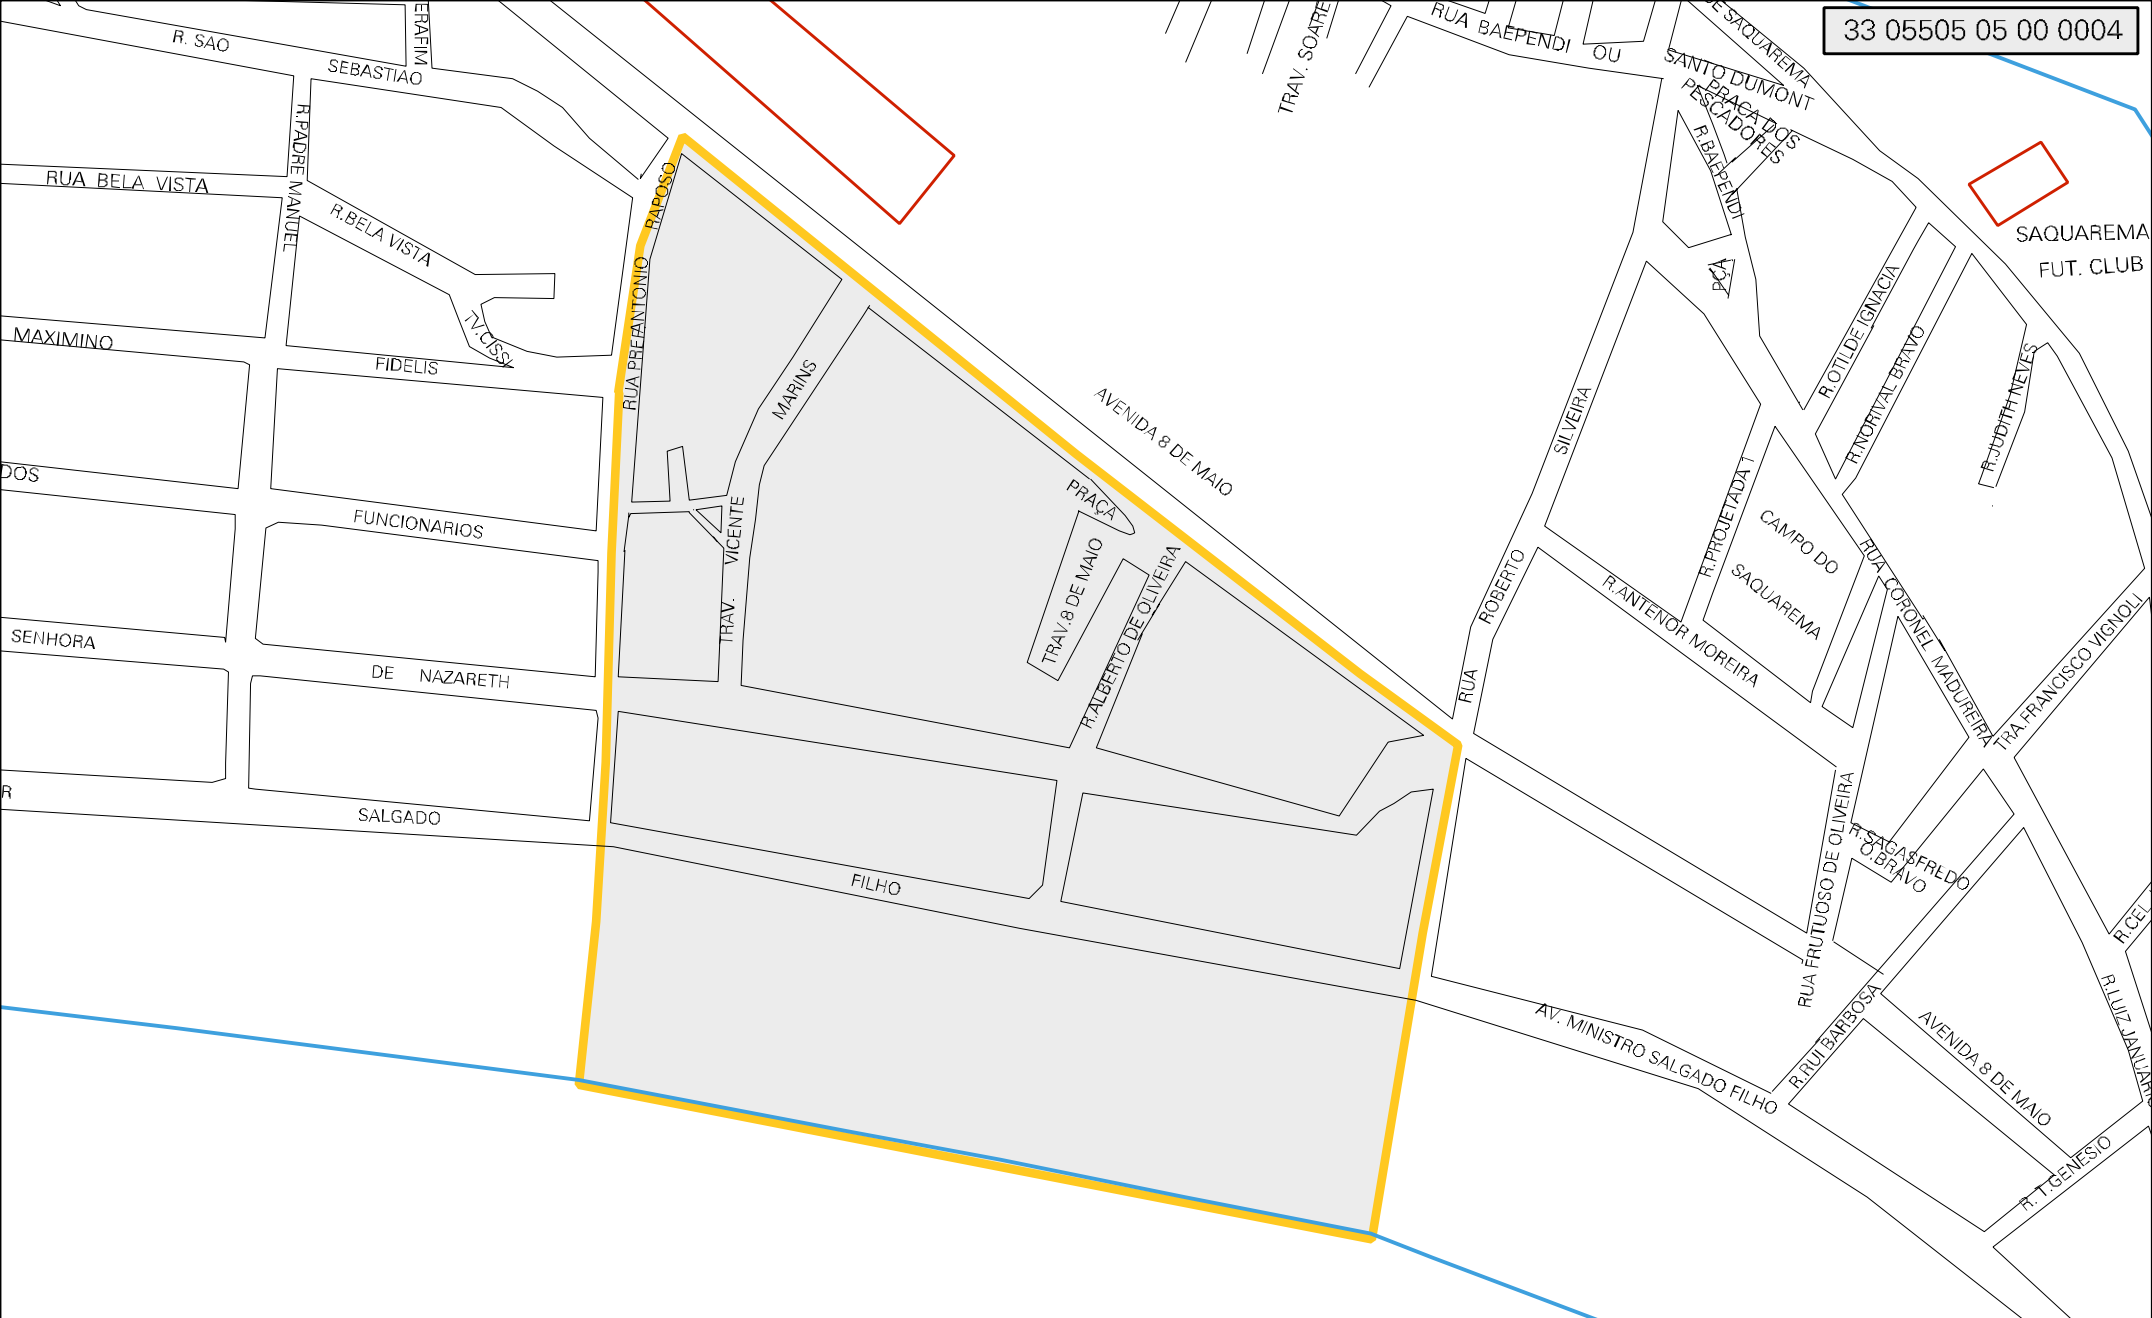 33 05505 05 00 0004
R. SAO
SEBASTIAO
ERAFIM
R.PADRE MANUEL
RUA BELA VISTA
R.BELA VISTA
TV.CISSI
MAXIMINO
FIDELIS
DOS
FUNCIONARIOS
SENHORA
DE NAZARETH
R
SALGADO
FILHO
RAPOSO
RUA PREF.ANTONIO
MARINS
VICENTE
TRAV.
PRAÇA
TRAV.8 DE MAIO
R.ALBERTO DE OLIVEIRA
AVENIDA 8 DE MAIO
TRAV. SOARE
RUA BAEPENDI OU
SANTO DUMONT
DE SAQUAREMA
PRAÇA DOS
PESCADORES
R.BAEPENDI
PÇA
SAQUAREMA
FUT. CLUB
R.OTILDE IGNACIA
R.NORIVAL BRAVO
R.JUDITH NEVES
SILVEIRA
ROBERTO
RUA
R.PROJETADA 1
CAMPO DO
SAQUAREMA
R.ANTENOR MOREIRA
RUA CORONEL MADUREIRA
TRA.FRANCISCO VIGNOLI
RUA FRUTUOSO DE OLIVEIRA
R.SAGASFREDO
O.BRAVO
R.CEL
R.LUIZ JANUARIO
R.RUI BARBOSA
AVENIDA 8 DE MAIO
AV. MINISTRO SALGADO FILHO
R. T.GENESIO